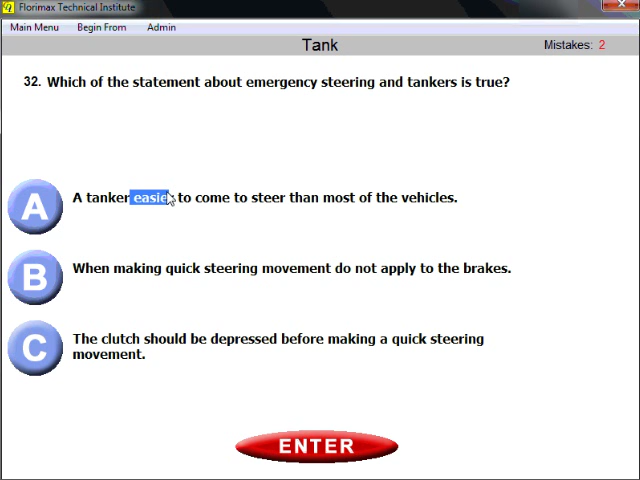 Florimax Technical Institute
Main Menu Begin From Admin
Tank Mistakes: 2
32. Which of the statement about emergency steering and tankers is true?
A A tanker easier to come to steer than most of the vehicles.
B When making quick steering movement do not apply to the brakes.
C The clutch should be depressed before making a quick steering
movement.
ENTER